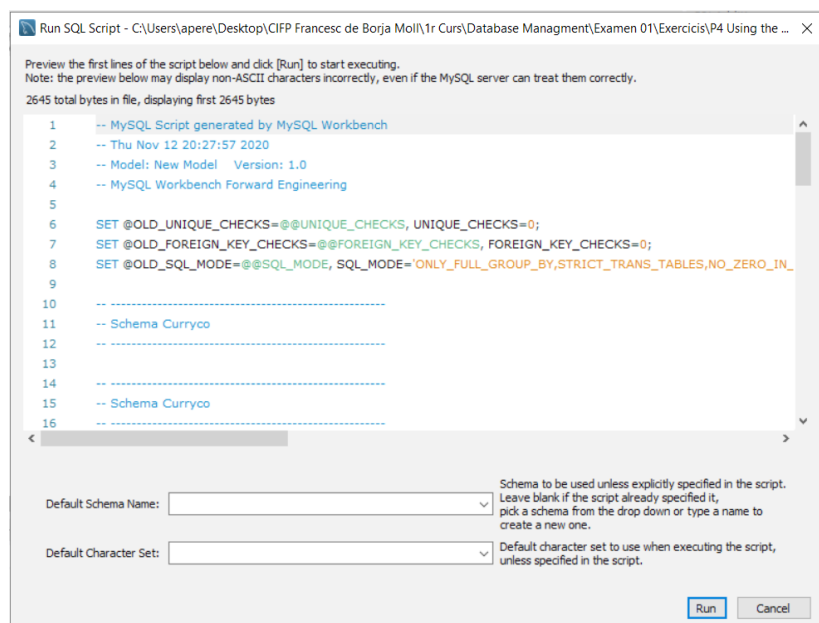 Run SQL Script - C:\Users\apere\Desktop\CIFP Francesc de Borja Moll\1r Curs\Database Managment\Examen 01\Exercicis\P4 Using the ...
Preview the first lines of the script below and click [Run] to start executing.
Note: the preview below may display non-ASCII characters incorrectly, even if the MySQL server can treat them correctly.
2645 total bytes in file, displaying first 2645 bytes
1 -- MySQL Script generated by MySQL Workbench
2 -- Thu Nov 12 20:27:57 2020
3 -- Model: New Model    Version: 1.0
4 -- MySQL Workbench Forward Engineering
5
6 SET @OLD_UNIQUE_CHECKS=@@UNIQUE_CHECKS, UNIQUE_CHECKS=0;
7 SET @OLD_FOREIGN_KEY_CHECKS=@@FOREIGN_KEY_CHECKS, FOREIGN_KEY_CHECKS=0;
8 SET @OLD_SQL_MODE=@@SQL_MODE, SQL_MODE='ONLY_FULL_GROUP_BY,STRICT_TRANS_TABLES,NO_ZERO_IN_
9
10 -- -----------------------------------------------------
11 -- Schema Curryco
12 -- -----------------------------------------------------
13
14 -- -----------------------------------------------------
15 -- Schema Curryco
16 -- -----------------------------------------------------
Default Schema Name:
Schema to be used unless explicitly specified in the script.
Leave blank if the script already specified it,
pick a schema from the drop down or type a name to
create a new one.
Default Character Set:
Default character set to use when executing the script,
unless specified in the script.
Run Cancel